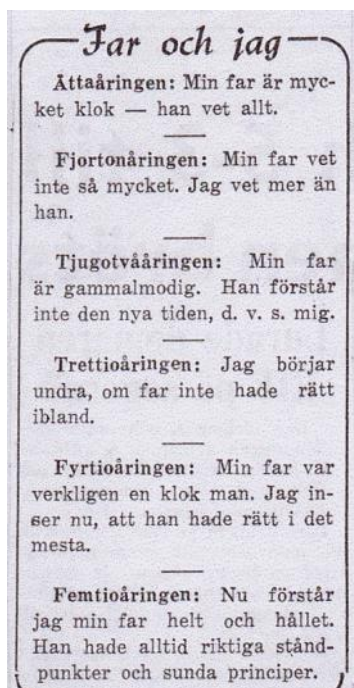 Far och jag
Åttaåringen: Min far är myc-
ket klok — han vet allt.
Fjortonåringen: Min far vet
inte så mycket. Jag vet mer än
han.
Tjugotvååringen: Min far
är gammalmodig. Han förstår
inte den nya tiden, d. v. s. mig.
Trettioåringen: Jag börjar
undra, om far inte hade rätt
ibland.
Fyrtioåringen: Min far var
verkligen en klok man. Jag in-
ser nu, att han hade rätt i det
mesta.
Femtioåringen: Nu förstår
jag min far helt och hållet.
Han hade alltid riktiga stånd-
punkter och sunda principer.